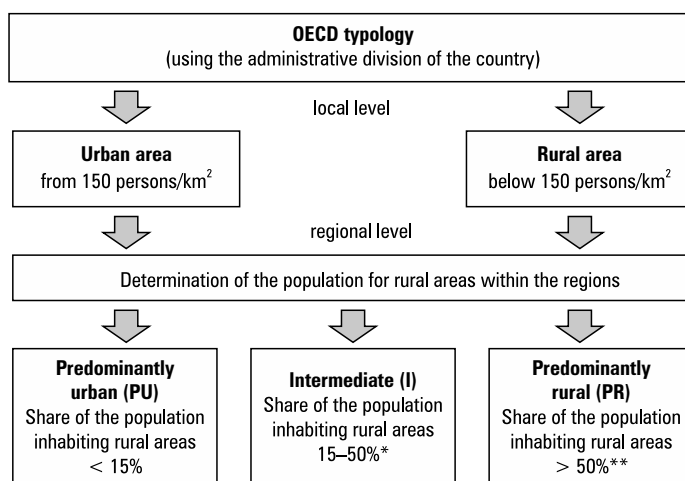 OECD typology
(using the administrative division of the country)
local level
Urban area
from 150 persons/km²
Rural area
below 150 persons/km²
regional level
Determination of the population for rural areas within the regions
Predominantly
urban (PU)
Share of the population
inhabiting rural areas
< 15%
Intermediate (I)
Share of the population
inhabiting rural areas
15–50%*
Predominantly
rural (PR)
Share of the population
inhabiting rural areas
> 50%**